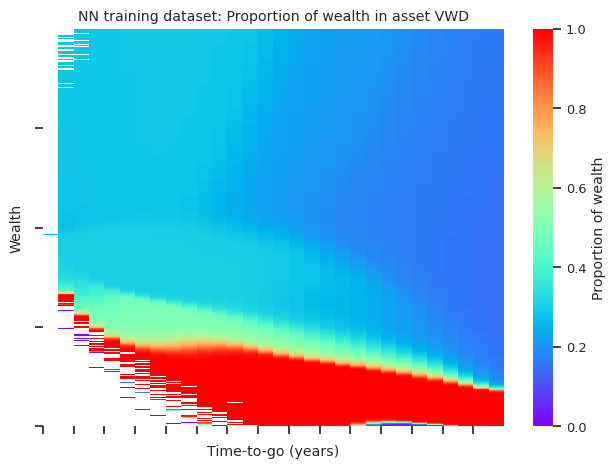 NN training dataset: Proportion of wealth in asset VWD
Wealth
Time-to-go (years)
1.0
0.8
0.6
0.4
0.2
0.0
Proportion of wealth